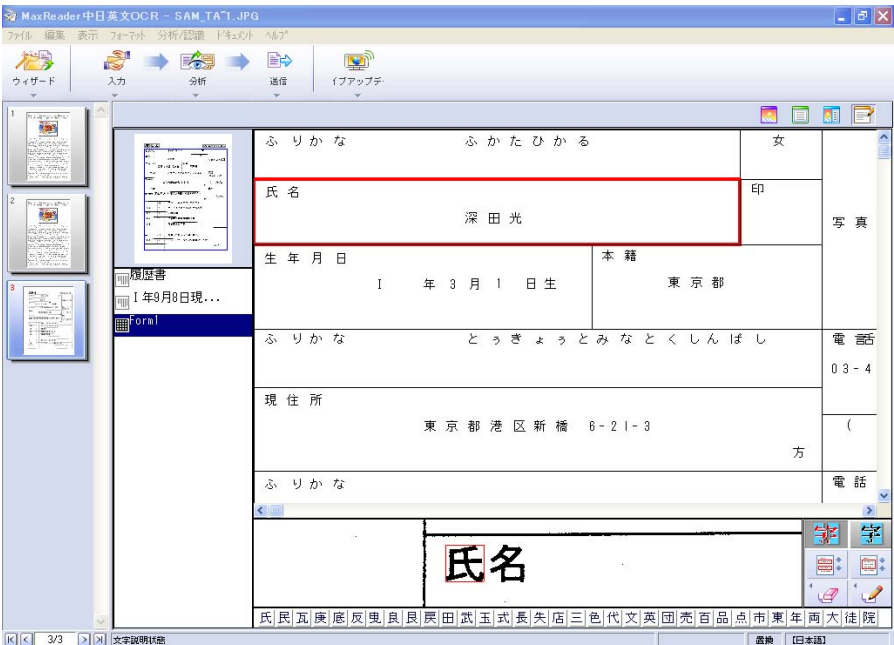 MaxReader中日英文OCR - SAM_TA~1.JPG
ファイル 編集 表示 フォーマット 分析/認識 ドキュメント ヘルプ
ウィザード 入力 分析 送信 イブアップデ-
1
2
3
履歴書
I 年9月8日現...
Form1
ふ り か な ふ か た ひ か る 女
氏 名 印
深 田 光 写 真
生 年 月 日 本 籍
I 年 3 月 1 日 生 東 京 都
ふ り か な と ぅ き ょ ぅ と み な と く し ん ば し 電 話
0 3 - 4
現 住 所
東 京 都 港 区 新 橋 6 - 2 l - 3 (
方
ふ り か な 電 話
氏名
字 字
氏 民 瓦 庚 底 反 曳 良 艮 戻 田 武 玉 式 長 失 店 三 色 代 文 英 団 売 百 品 点 市 東 年 両 大 徒 院
3/3 文字説明状態 置換 【日本語】